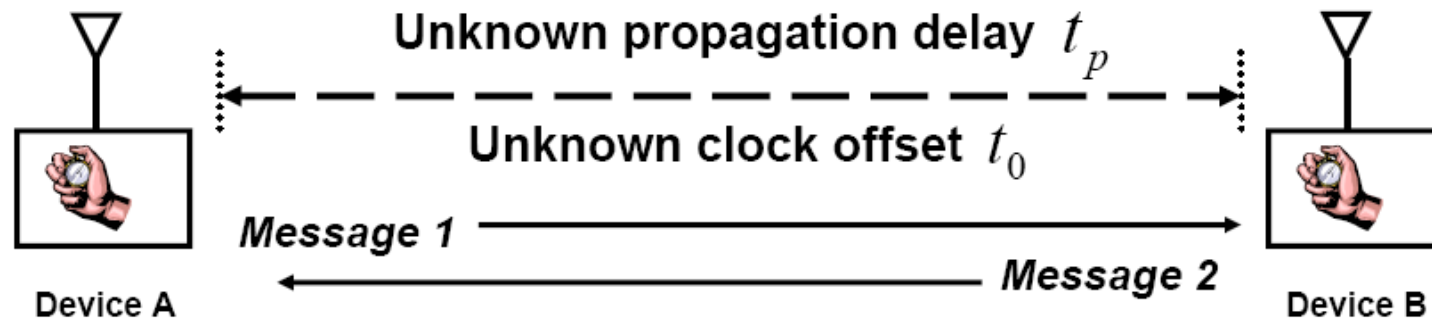 Unknown propagation delay t_p
Unknown clock offset t_0
Message 1
Message 2
Device A
Device B